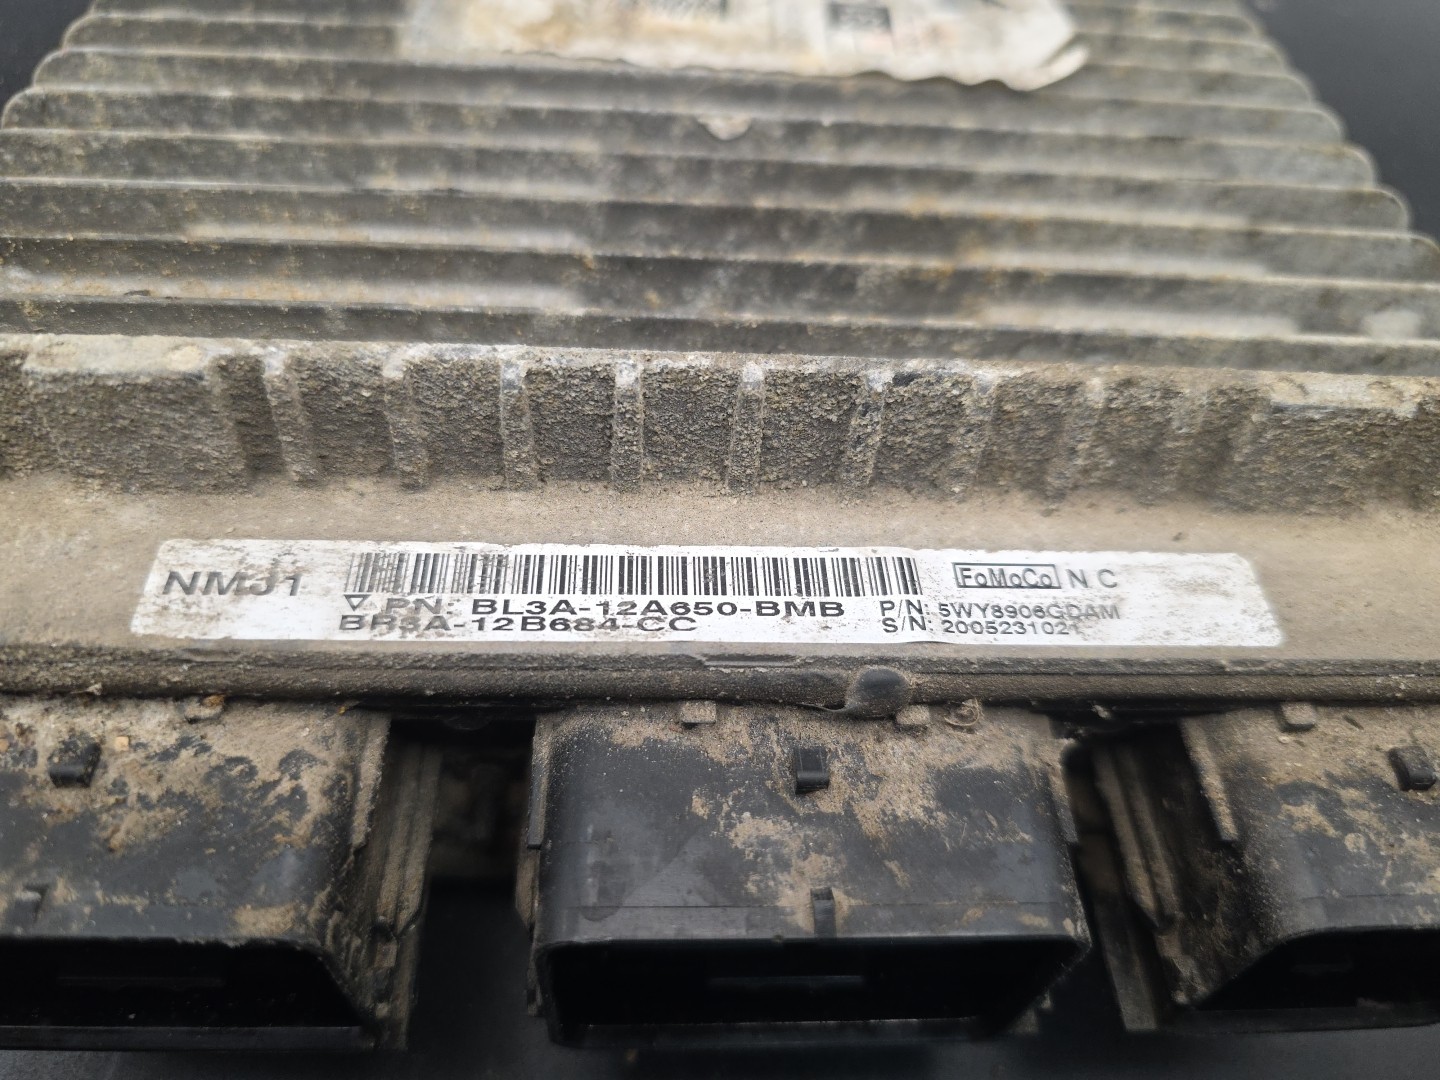 NMJ1
FoMoCo N C
PN: BL3A-12A650-BMB
P/N: 5WY8906GDAM
BR3A-12B684-CC
S/N: 2005231021